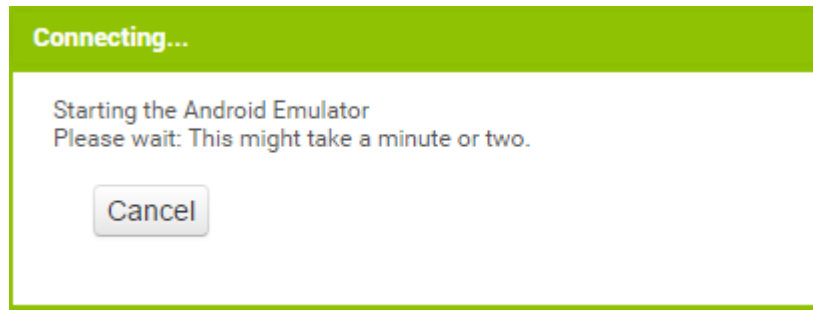 Connecting...
Starting the Android Emulator
Please wait: This might take a minute or two.
Cancel